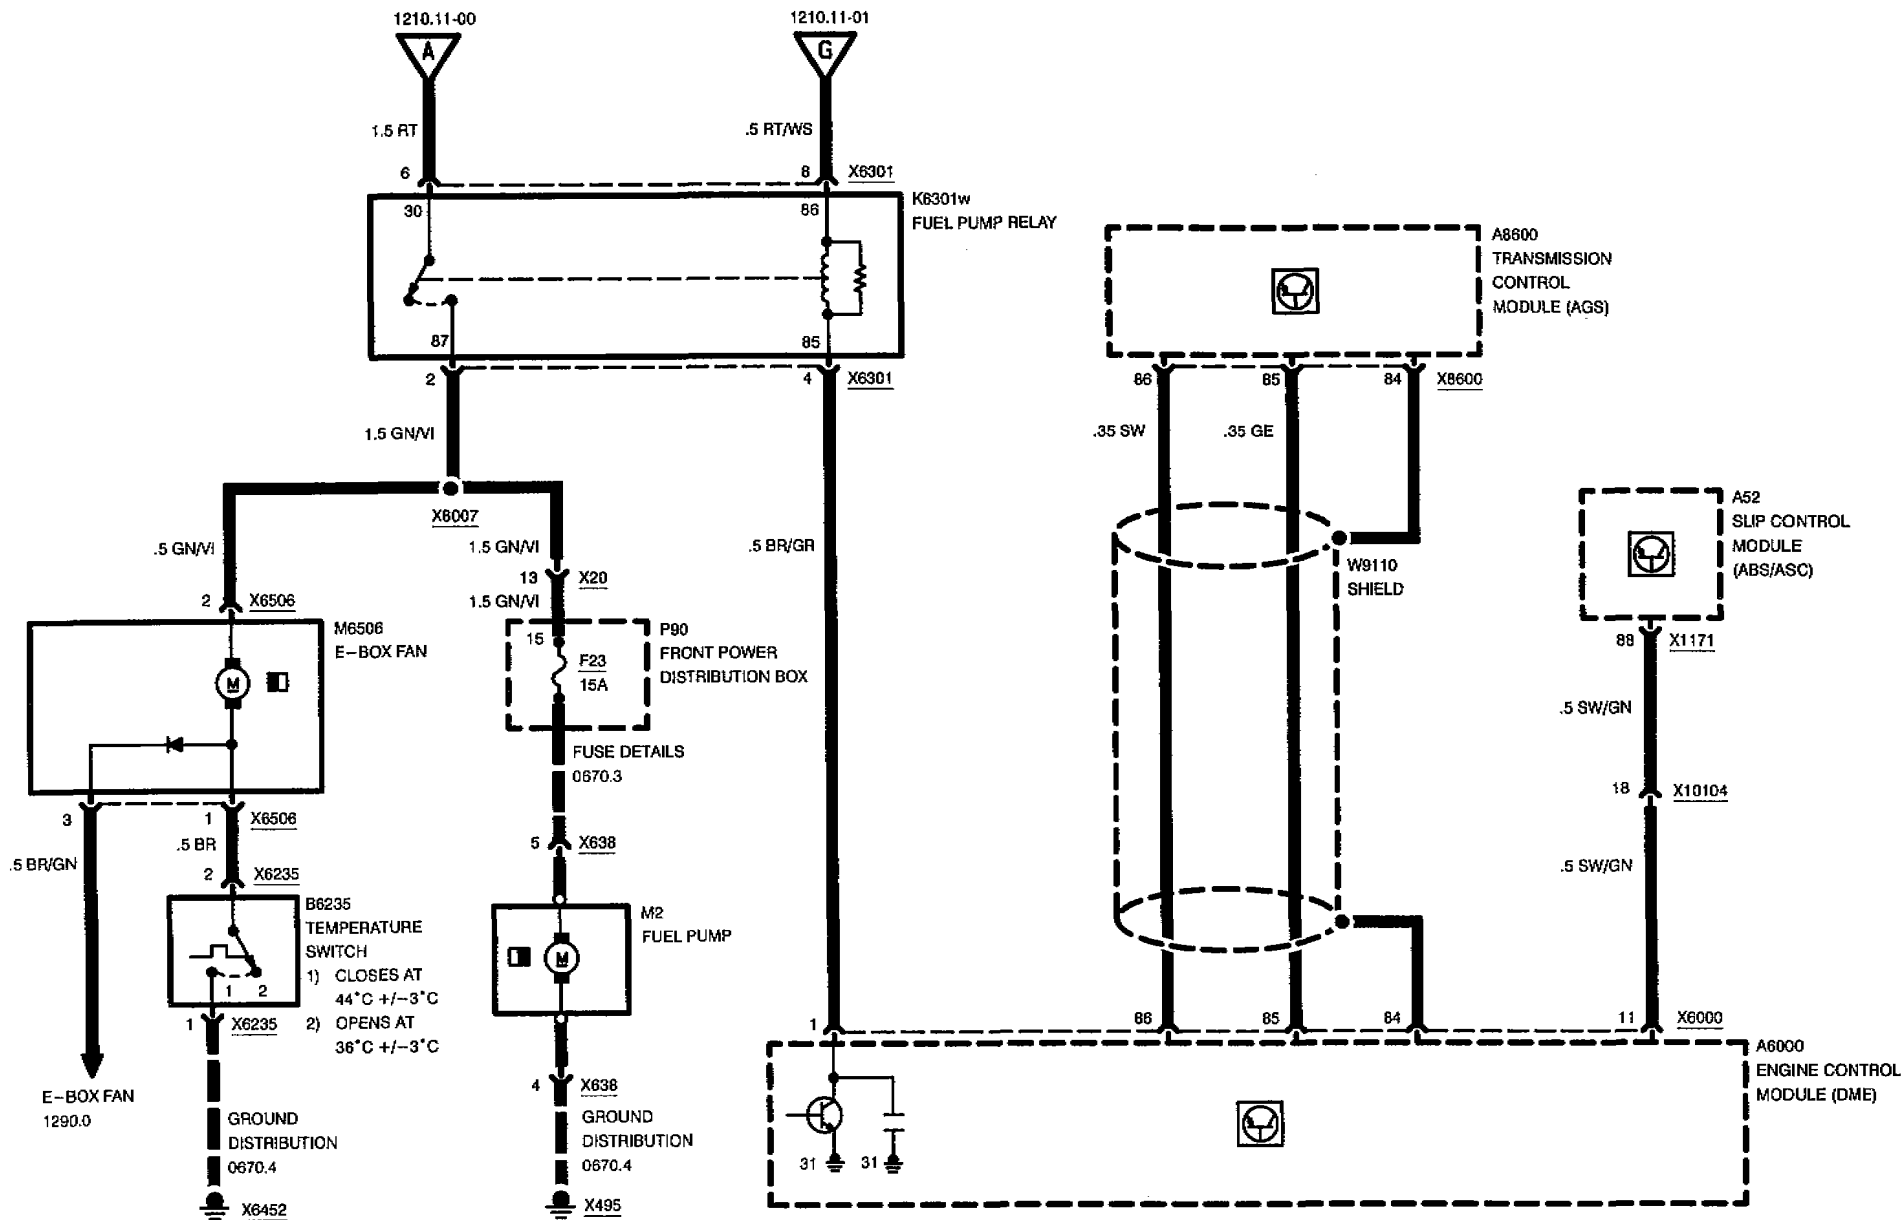 1210.11-00
1210.11-01
A
G
1.5 RT
.5 RT/WS
6
8
X6301
K6301w
FUEL PUMP RELAY
30
86
87
85
2
4
X6301
A8600
TRANSMISSION
CONTROL
MODULE (AGS)
86
85
84
X8600
1.5 GN/VI
.35 SW
.35 GE
X6007
A52
SLIP CONTROL
MODULE
(ABS/ASC)
.5 GN/VI
1.5 GN/VI
.5 BR/GR
13
X20
1.5 GN/VI
W9110
SHIELD
2
X6506
M6506
E-BOX FAN
M
15
F23
15A
P90
FRONT POWER
DISTRIBUTION BOX
88
X1171
.5 SW/GN
FUSE DETAILS
0670.3
18
X10104
3
1
X6506
.5 BR/GN
.5 BR
5
X638
.5 SW/GN
2
X6235
B6235
TEMPERATURE
SWITCH
1) CLOSES AT
44°C +/-3°C
2) OPENS AT
36°C +/-3°C
1
2
M2
FUEL PUMP
M
1
X6235
1
86
85
84
11
X6000
A6000
ENGINE CONTROL
MODULE (DME)
E-BOX FAN
1290.0
4
X638
GROUND
DISTRIBUTION
0670.4
GROUND
DISTRIBUTION
0670.4
31
31
X6452
X495